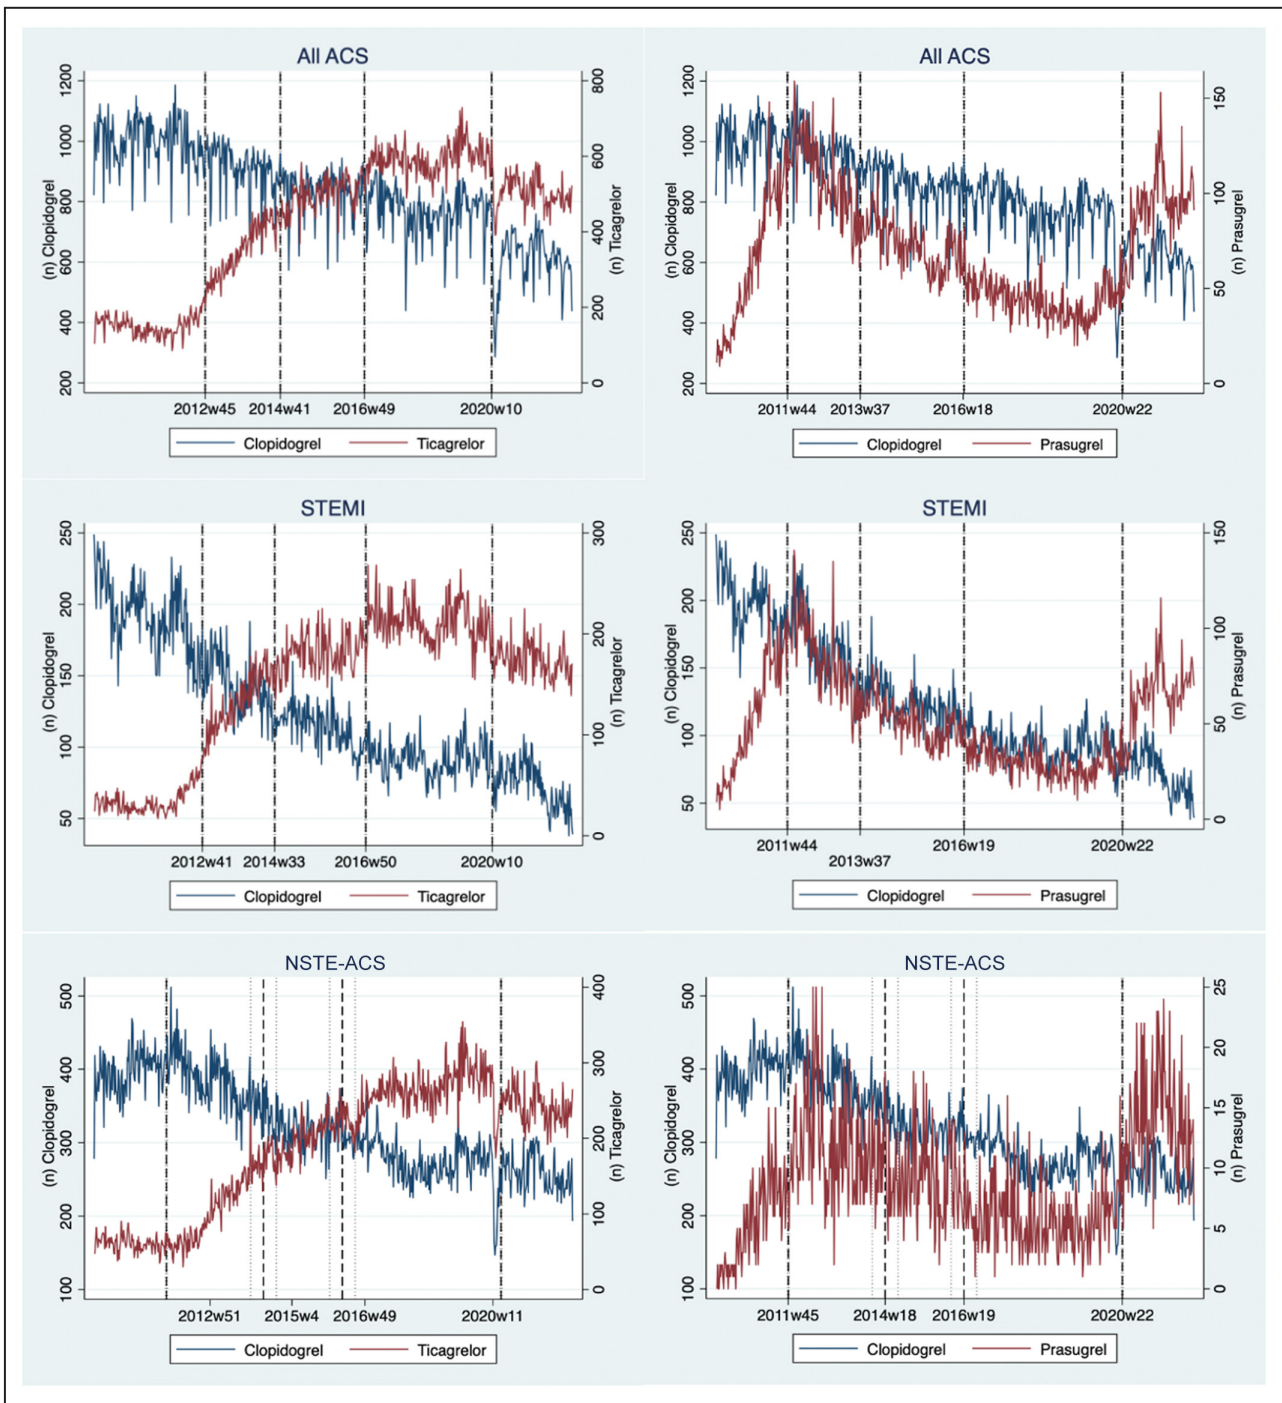 All ACS
1200
1000
800
600
400
200
(n) Clopidogrel
800
600
400
200
0
(n) Ticagrelor
2012w45 2014w41 2016w49 2020w10
Clopidogrel Ticagrelor
All ACS
1200
1000
800
600
400
200
(n) Clopidogrel
150
100
50
0
(n) Prasugrel
2011w44 2013w37 2016w18 2020w22
Clopidogrel Prasugrel
STEMI
250
200
150
100
50
(n) Clopidogrel
300
200
100
0
(n) Ticagrelor
2012w41 2014w33 2016w50 2020w10
Clopidogrel Ticagrelor
STEMI
250
200
150
100
50
(n) Clopidogrel
150
100
50
0
(n) Prasugrel
2011w44 2016w19 2020w22
2013w37
Clopidogrel Prasugrel
NSTE-ACS
500
400
300
200
100
(n) Clopidogrel
400
300
200
100
0
(n) Ticagrelor
2012w51 2015w4 2016w49 2020w11
Clopidogrel Ticagrelor
NSTE-ACS
500
400
300
200
100
(n) Clopidogrel
25
20
15
10
5
0
(n) Prasugrel
2011w45 2014w18 2016w19 2020w22
Clopidogrel Prasugrel